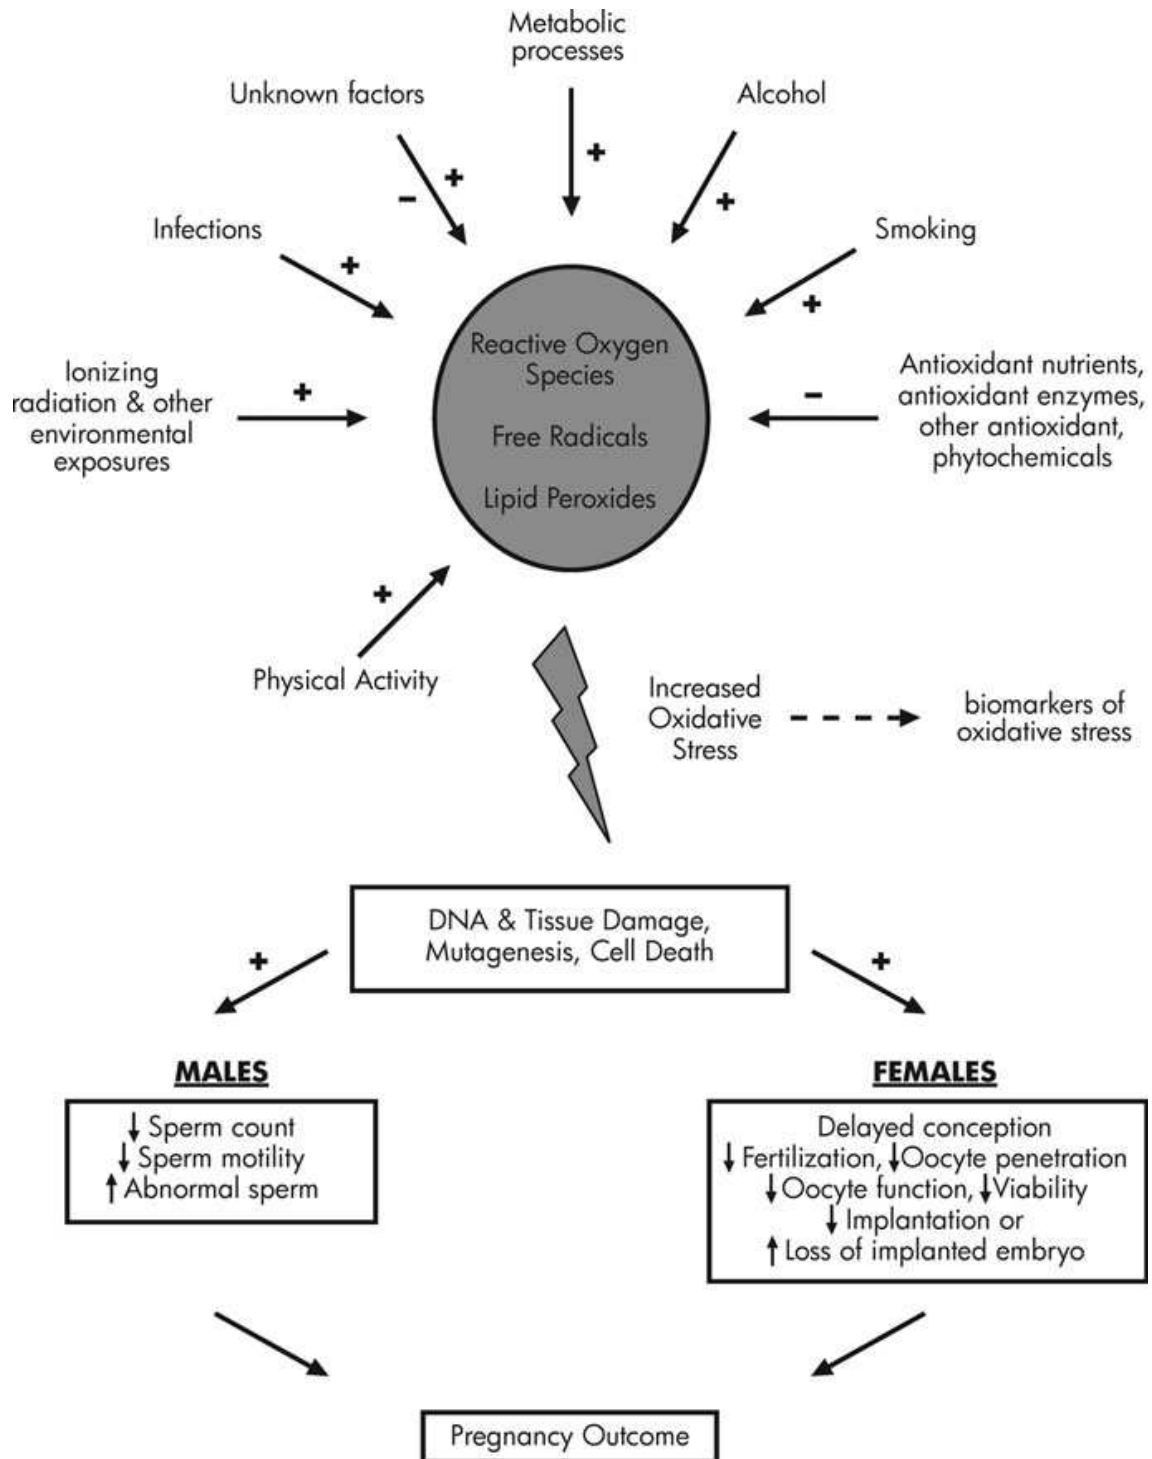 Metabolic
processes
Unknown factors
Alcohol
+
+
−
+
Infections
Smoking
+
+
Reactive Oxygen
Species
Free Radicals
Lipid Peroxides
Ionizing
radiation & other
environmental
exposures
+
−
Antioxidant nutrients,
antioxidant enzymes,
other antioxidant,
phytochemicals
+
Physical Activity
Increased
Oxidative
Stress
biomarkers of
oxidative stress
DNA & Tissue Damage,
Mutagenesis, Cell Death
+
+
MALES
↓ Sperm count
↓ Sperm motility
↑ Abnormal sperm
FEMALES
Delayed conception
↓ Fertilization, ↓ Oocyte penetration
↓ Oocyte function, ↓ Viability
↓ Implantation or
↑ Loss of implanted embryo
Pregnancy Outcome